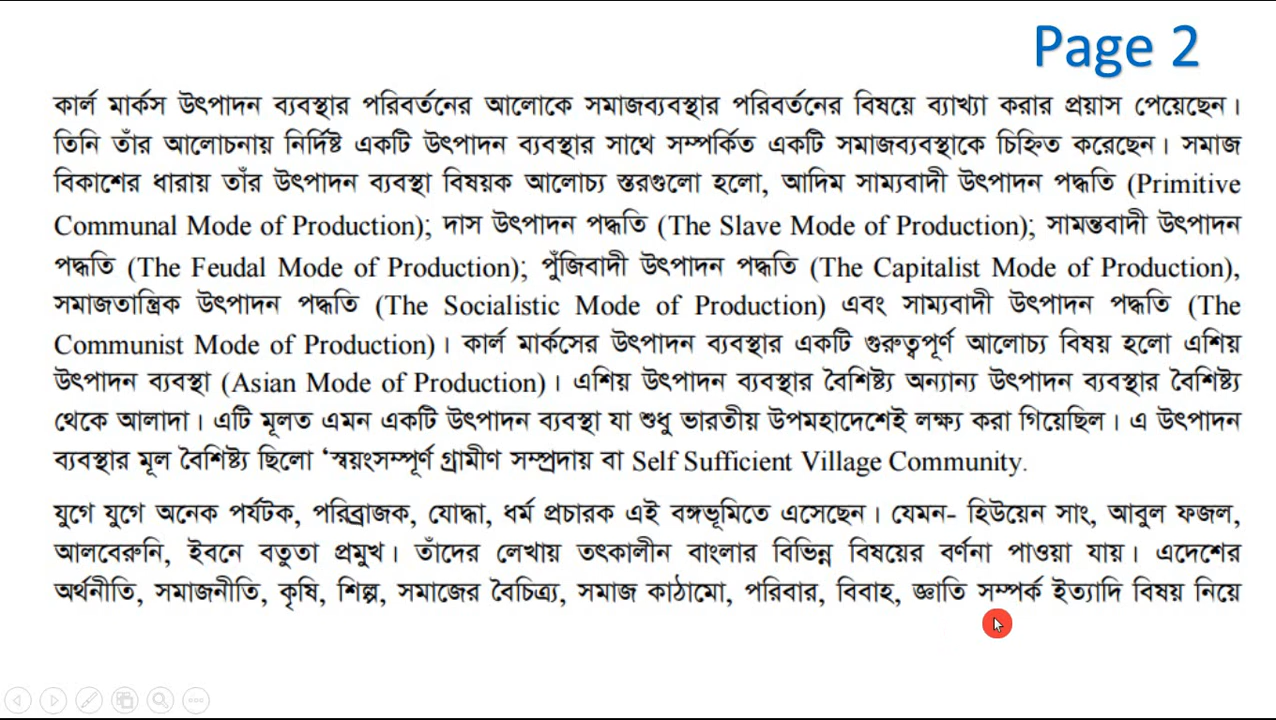 Page 2
কার্ল মার্কস উৎপাদন ব্যবস্থার পরিবর্তনের আলোকে সমাজব্যবস্থার পরিবর্তনের বিষয়ে ব্যাখ্যা করার প্রয়াস পেয়েছেন।
তিনি তাঁর আলোচনায় নির্দিষ্ট একটি উৎপাদন ব্যবস্থার সাথে সম্পর্কিত একটি সমাজব্যবস্থাকে চিহ্নিত করেছেন। সমাজ
বিকাশের ধারায় তাঁর উৎপাদন ব্যবস্থা বিষয়ক আলোচ্য স্তরগুলো হলো, আদিম সাম্যবাদী উৎপাদন পদ্ধতি (Primitive
Communal Mode of Production); দাস উৎপাদন পদ্ধতি (The Slave Mode of Production); সামন্তবাদী উৎপাদন
পদ্ধতি (The Feudal Mode of Production); পুঁজিবাদী উৎপাদন পদ্ধতি (The Capitalist Mode of Production),
সমাজতান্ত্রিক উৎপাদন পদ্ধতি (The Socialistic Mode of Production) এবং সাম্যবাদী উৎপাদন পদ্ধতি (The
Communist Mode of Production)। কার্ল মার্কসের উৎপাদন ব্যবস্থার একটি গুরুত্বপূর্ণ আলোচ্য বিষয় হলো এশিয়
উৎপাদন ব্যবস্থা (Asian Mode of Production)। এশিয় উৎপাদন ব্যবস্থার বৈশিষ্ট্য অন্যান্য উৎপাদন ব্যবস্থার বৈশিষ্ট্য
থেকে আলাদা। এটি মূলত এমন একটি উৎপাদন ব্যবস্থা যা শুধু ভারতীয় উপমহাদেশেই লক্ষ্য করা গিয়েছিল। এ উৎপাদন
ব্যবস্থার মূল বৈশিষ্ট্য ছিলো ‘স্বয়ংসম্পূর্ণ গ্রামীণ সম্প্রদায় বা Self Sufficient Village Community.
যুগে যুগে অনেক পর্যটক, পরিব্রাজক, যোদ্ধা, ধর্ম প্রচারক এই বঙ্গভূমিতে এসেছেন। যেমন- হিউয়েন সাং, আবুল ফজল,
আলবেরুনি, ইবনে বতুতা প্রমুখ। তাঁদের লেখায় তৎকালীন বাংলার বিভিন্ন বিষয়ের বর্ণনা পাওয়া যায়। এদেশের
অর্থনীতি, সমাজনীতি, কৃষি, শিল্প, সমাজের বৈচিত্র্য, সমাজ কাঠামো, পরিবার, বিবাহ, জ্ঞাতি সম্পর্ক ইত্যাদি বিষয় নিয়ে